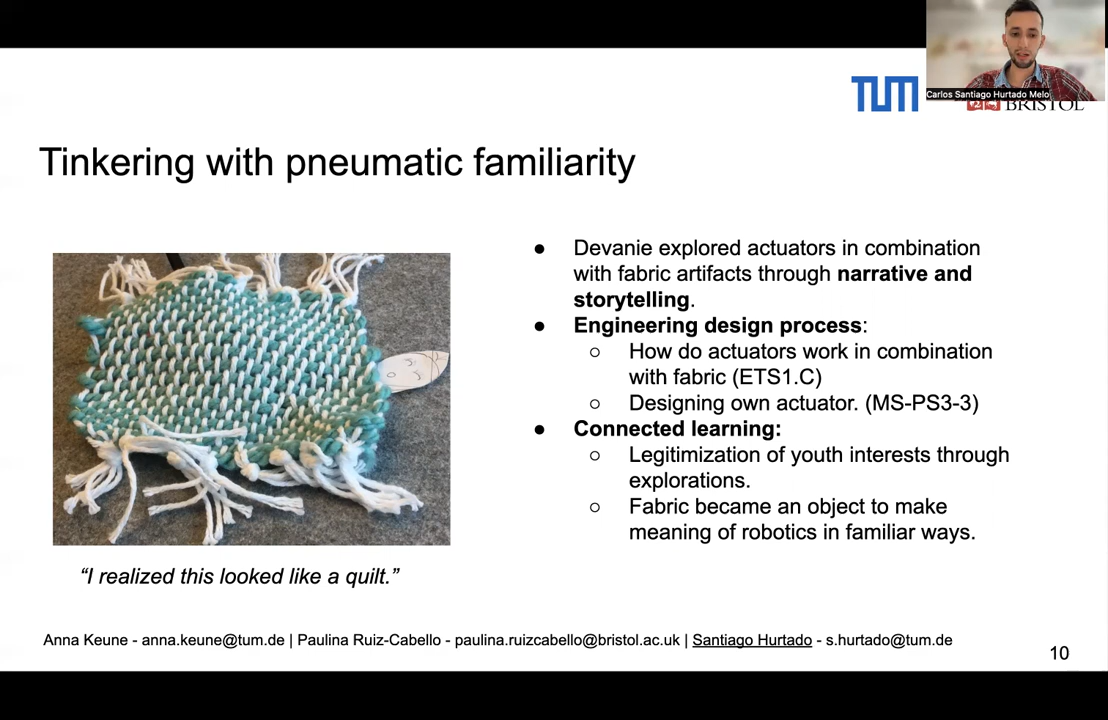 TUM
Carlos Santiago Hurtado Melo
BRISTOL
Tinkering with pneumatic familiarity
● Devanie explored actuators in combination
with fabric artifacts through narrative and
storytelling.
● Engineering design process:
○ How do actuators work in combination
with fabric (ETS1.C)
○ Designing own actuator. (MS-PS3-3)
● Connected learning:
○ Legitimization of youth interests through
explorations.
○ Fabric became an object to make
meaning of robotics in familiar ways.
“I realized this looked like a quilt.”
Anna Keune - anna.keune@tum.de | Paulina Ruiz-Cabello - paulina.ruizcabello@bristol.ac.uk | Santiago Hurtado - s.hurtado@tum.de
10